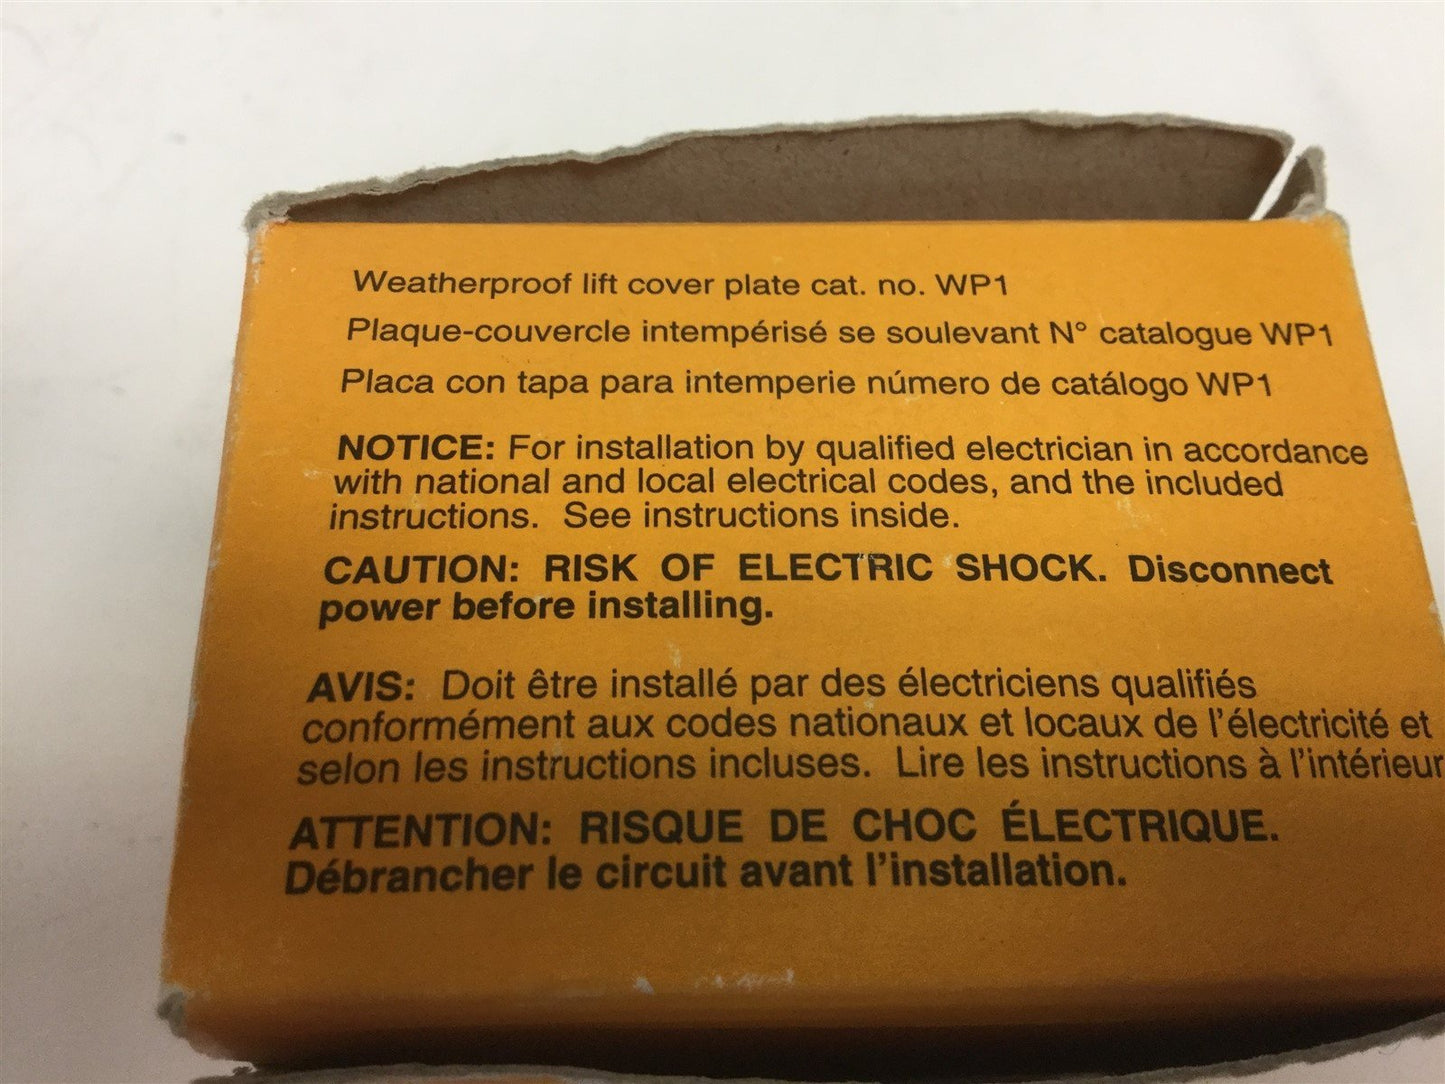 Weatherproof lift cover plate cat. no. WP1
Plaque-couvercle intempérisé se soulevant N° catalogue WP1
Placa con tapa para intemperie número de catálogo WP1
NOTICE: For installation by qualified electrician in accordance
with national and local electrical codes, and the included
instructions. See instructions inside.
CAUTION: RISK OF ELECTRIC SHOCK. Disconnect
power before installing.
AVIS: Doit être installé par des électriciens qualifiés
conformément aux codes nationaux et locaux de l'électricité et
selon les instructions incluses. Lire les instructions à l'intérieur
ATTENTION: RISQUE DE CHOC ÉLECTRIQUE.
Débrancher le circuit avant l'installation.